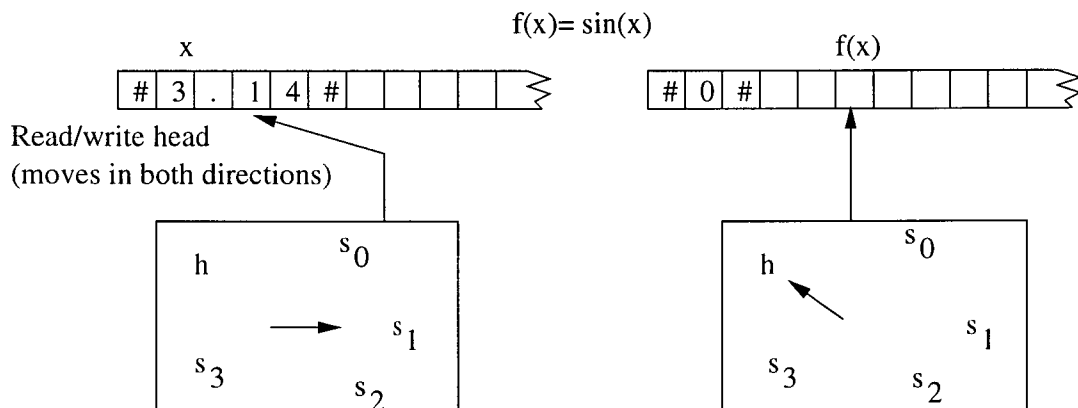 f(x)= sin(x)
x
f(x)
# 3 . 1 4 #
# 0 #
Read/write head
(moves in both directions)
h
s0
s1
s3
s2
h
s0
s1
s3
s2